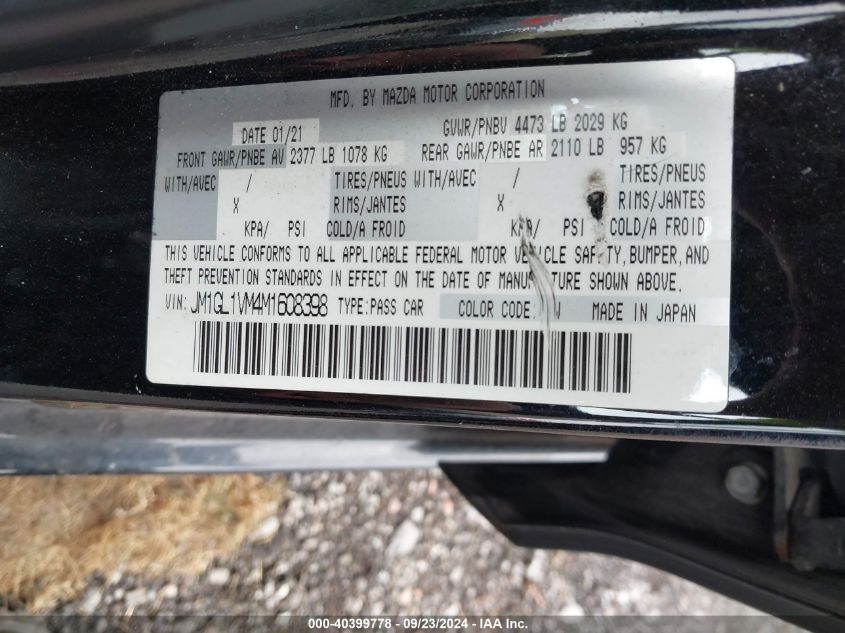 MFD. BY MAZDA MOTOR CORPORATION
DATE 01/21 GVWR/PNBV 4473 LB 2029 KG
FRONT GAWR/PNBE AV 2377 LB 1078 KG REAR GAWR/PNBE AR 2110 LB 957 KG
WITH/AVEC / TIRES/PNEUS WITH/AVEC / TIRES/PNEUS
X RIMS/JANTES X RIMS/JANTES
KPA/ PSI COLD/A FROID KPA/ PSI COLD/A FROID
THIS VEHICLE CONFORMS TO ALL APPLICABLE FEDERAL MOTOR VEHICLE SAFETY, BUMPER, AND
THEFT PREVENTION STANDARDS IN EFFECT ON THE DATE OF MANUFACTURE SHOWN ABOVE.
VIN: JM1GL1VM4M1608398 TYPE: PASS CAR COLOR CODE: MADE IN JAPAN
000-40399778 - 09/23/2024 - IAA Inc.